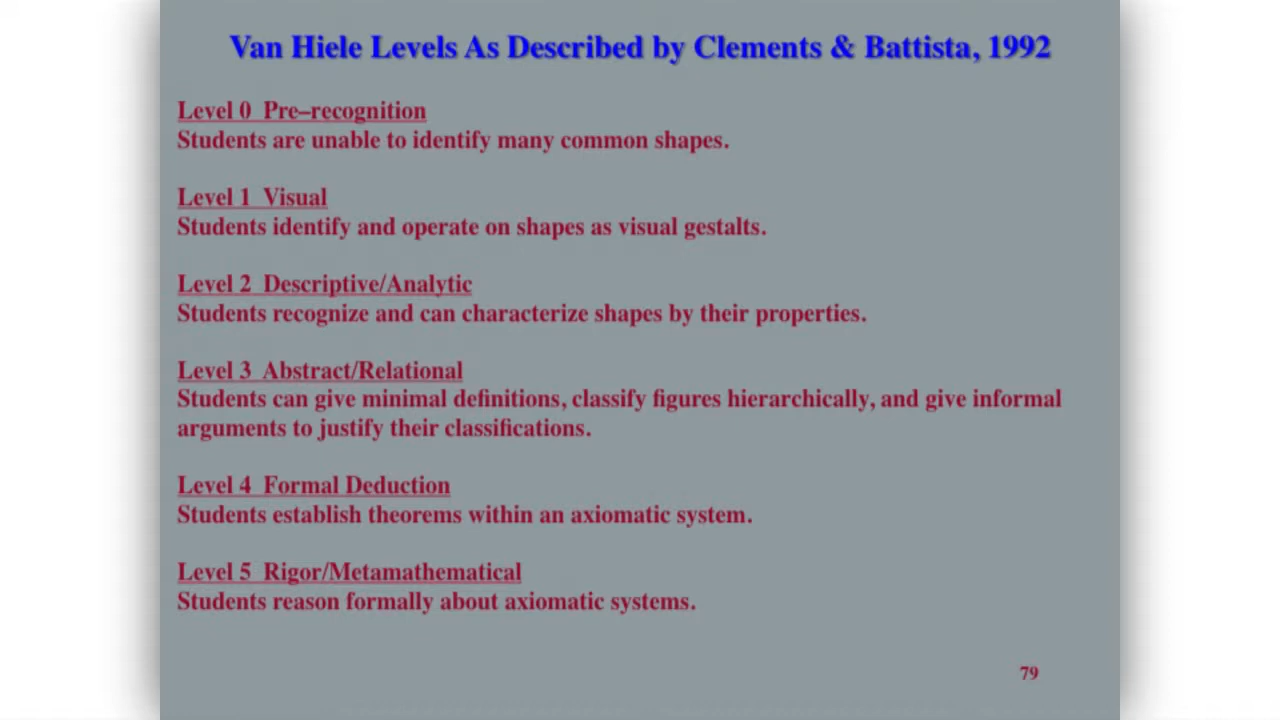 Van Hiele Levels As Described by Clements & Battista, 1992
Level 0 Pre–recognition
Students are unable to identify many common shapes.
Level 1 Visual
Students identify and operate on shapes as visual gestalts.
Level 2 Descriptive/Analytic
Students recognize and can characterize shapes by their properties.
Level 3 Abstract/Relational
Students can give minimal definitions, classify figures hierarchically, and give informal
arguments to justify their classifications.
Level 4 Formal Deduction
Students establish theorems within an axiomatic system.
Level 5 Rigor/Metamathematical
Students reason formally about axiomatic systems.
79